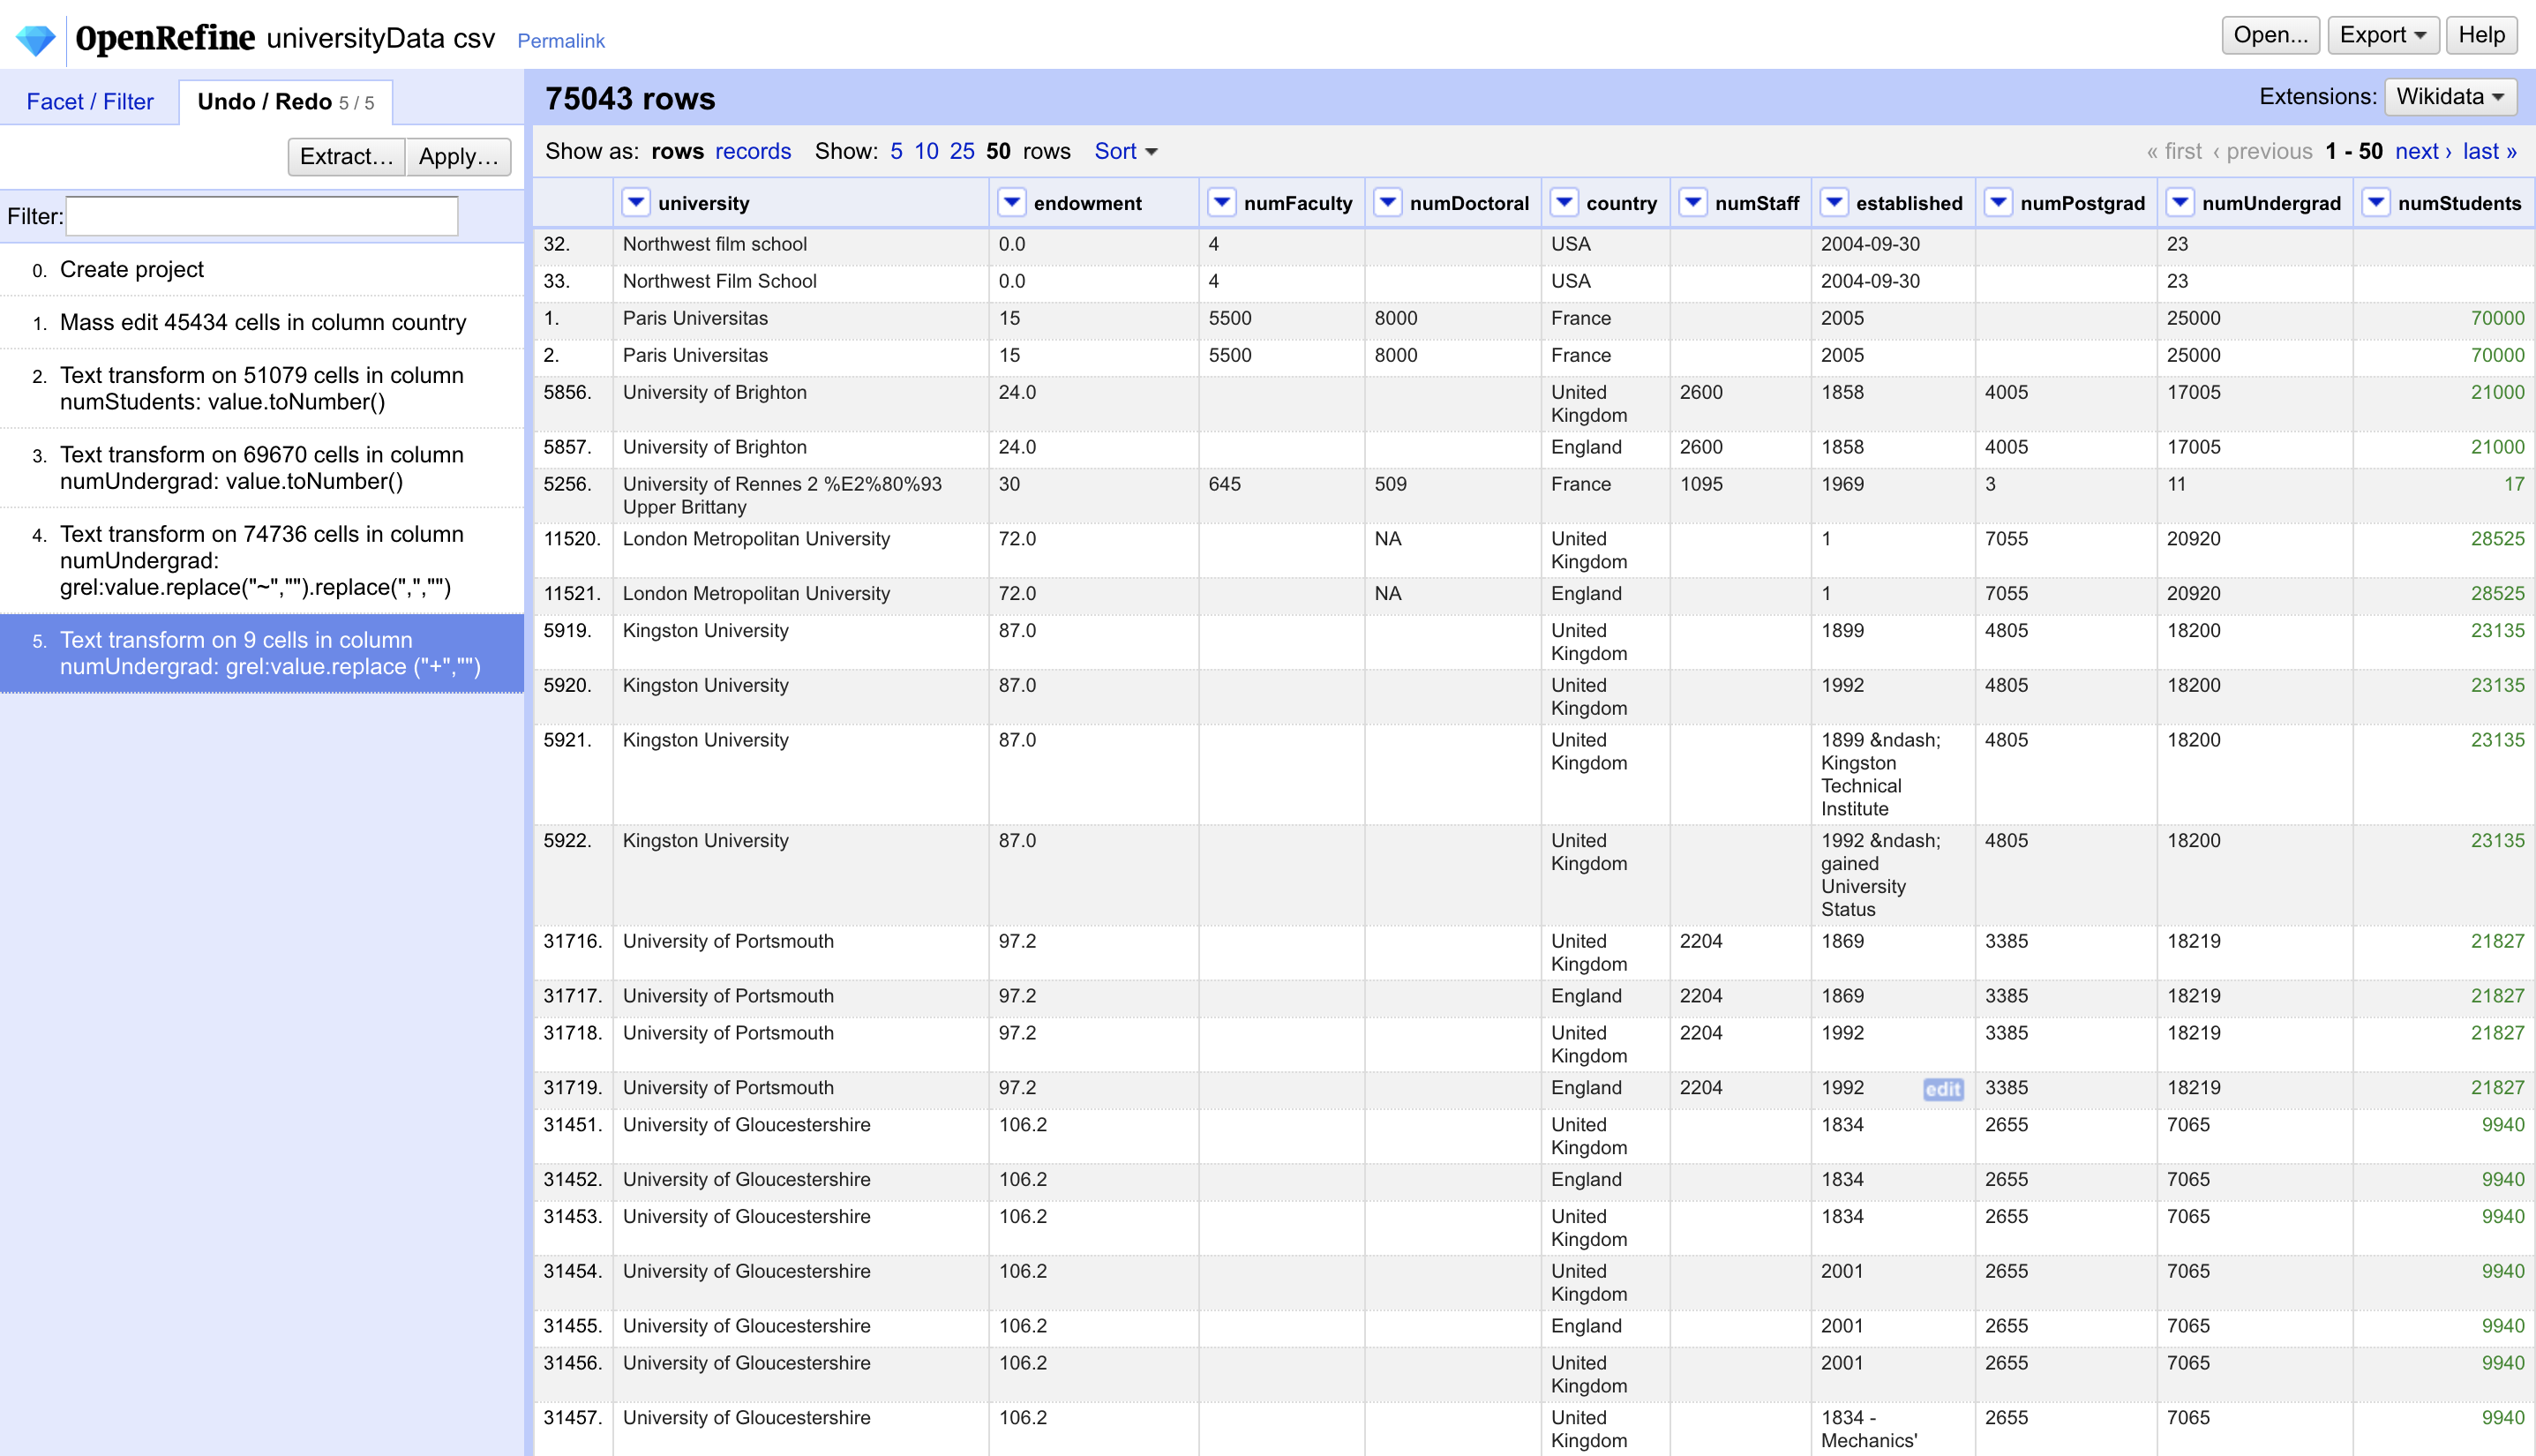 OpenRefine universityData csv Permalink Open... Export Help
Facet / Filter Undo / Redo 5 / 5
Extract... Apply...
Filter:
0. Create project
1. Mass edit 45434 cells in column country
2. Text transform on 51079 cells in column
numStudents: value.toNumber()
3. Text transform on 69670 cells in column
numUndergrad: value.toNumber()
4. Text transform on 74736 cells in column
numUndergrad:
grel:value.replace("~","").replace(",","")
5. Text transform on 9 cells in column
numUndergrad: grel:value.replace ("+","")
75043 rows Extensions: Wikidata
Show as: rows records Show: 5 10 25 50 rows Sort « first ‹ previous 1 - 50 next › last »
university endowment numFaculty numDoctoral country numStaff established numPostgrad numUndergrad numStudents
32. Northwest film school 0.0 4 USA 2004-09-30 23
33. Northwest Film School 0.0 4 USA 2004-09-30 23
1. Paris Universitas 15 5500 8000 France 2005 25000 70000
2. Paris Universitas 15 5500 8000 France 2005 25000 70000
5856. University of Brighton 24.0 United 2600 1858 4005 17005 21000
Kingdom
5857. University of Brighton 24.0 England 2600 1858 4005 17005 21000
5256. University of Rennes 2 %E2%80%93 30 645 509 France 1095 1969 3 11 17
Upper Brittany
11520. London Metropolitan University 72.0 NA United 1 7055 20920 28525
Kingdom
11521. London Metropolitan University 72.0 NA England 1 7055 20920 28525
5919. Kingston University 87.0 United 1899 4805 18200 23135
Kingdom
5920. Kingston University 87.0 United 1992 4805 18200 23135
Kingdom
5921. Kingston University 87.0 United 1899 &ndash; 4805 18200 23135
Kingdom Kingston
Technical
Institute
5922. Kingston University 87.0 United 1992 &ndash; 4805 18200 23135
Kingdom gained
University
Status
31716. University of Portsmouth 97.2 United 2204 1869 3385 18219 21827
Kingdom
31717. University of Portsmouth 97.2 England 2204 1869 3385 18219 21827
31718. University of Portsmouth 97.2 United 2204 1992 3385 18219 21827
Kingdom
31719. University of Portsmouth 97.2 England 2204 1992 edit 3385 18219 21827
31451. University of Gloucestershire 106.2 United 1834 2655 7065 9940
Kingdom
31452. University of Gloucestershire 106.2 England 1834 2655 7065 9940
31453. University of Gloucestershire 106.2 United 1834 2655 7065 9940
Kingdom
31454. University of Gloucestershire 106.2 United 2001 2655 7065 9940
Kingdom
31455. University of Gloucestershire 106.2 England 2001 2655 7065 9940
31456. University of Gloucestershire 106.2 United 2001 2655 7065 9940
Kingdom
31457. University of Gloucestershire 106.2 United 1834 - 2655 7065 9940
Kingdom Mechanics'